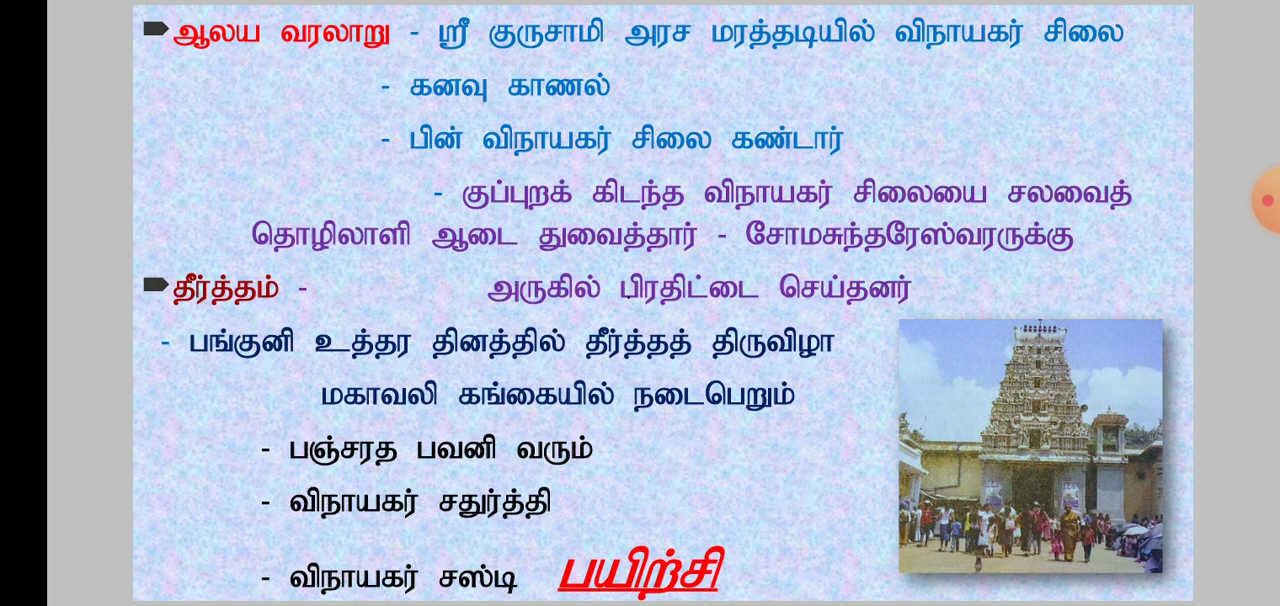 ஆலய வரலாறு - ஸ்ரீ குருசாமி அரச மரத்தடியில் விநாயகர் சிலை
- கனவு காணல்
- பின் விநாயகர் சிலை கண்டார்
- குப்புறக் கிடந்த விநாயகர் சிலையை சலவைத்
தொழிலாளி ஆடை துவைத்தார் - சோமசுந்தரேஸ்வரருக்கு
தீர்த்தம் - அருகில் பிரதிட்டை செய்தனர்
- பங்குனி உத்தர தினத்தில் தீர்த்தத் திருவிழா
மகாவலி கங்கையில் நடைபெறும்
- பஞ்சரத பவனி வரும்
- விநாயகர் சதுர்த்தி
- விநாயகர் சஸ்டி பயிற்சி